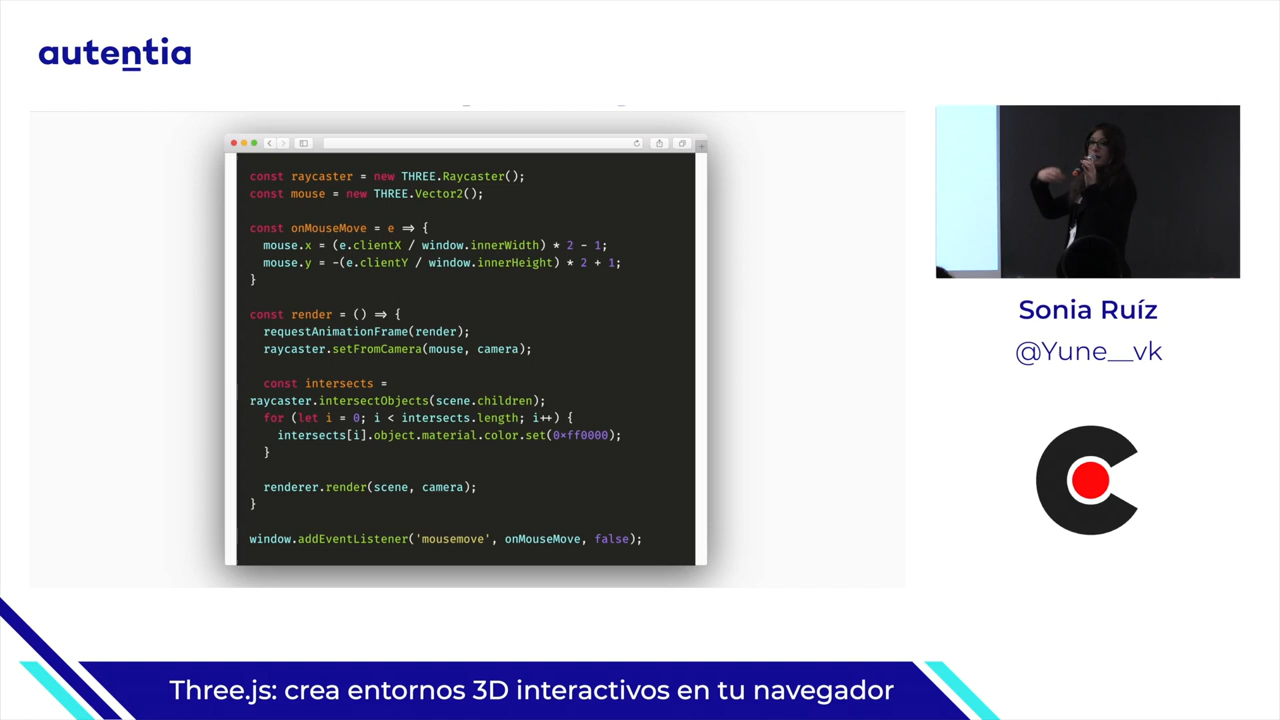 autentia
const raycaster = new THREE.Raycaster();
const mouse = new THREE.Vector2();
const onMouseMove = e => {
mouse.x = (e.clientX / window.innerWidth) * 2 - 1;
mouse.y = -(e.clientY / window.innerHeight) * 2 + 1;
}
const render = () => {
requestAnimationFrame(render);
raycaster.setFromCamera(mouse, camera);
const intersects =
raycaster.intersectObjects(scene.children);
for (let i = 0; i < intersects.length; i++) {
intersects[i].object.material.color.set(0×ff0000);
}
renderer.render(scene, camera);
}
window.addEventListener('mousemove', onMouseMove, false);
Sonia Ruíz
@Yune__vk
Three.js: crea entornos 3D interactivos en tu navegador